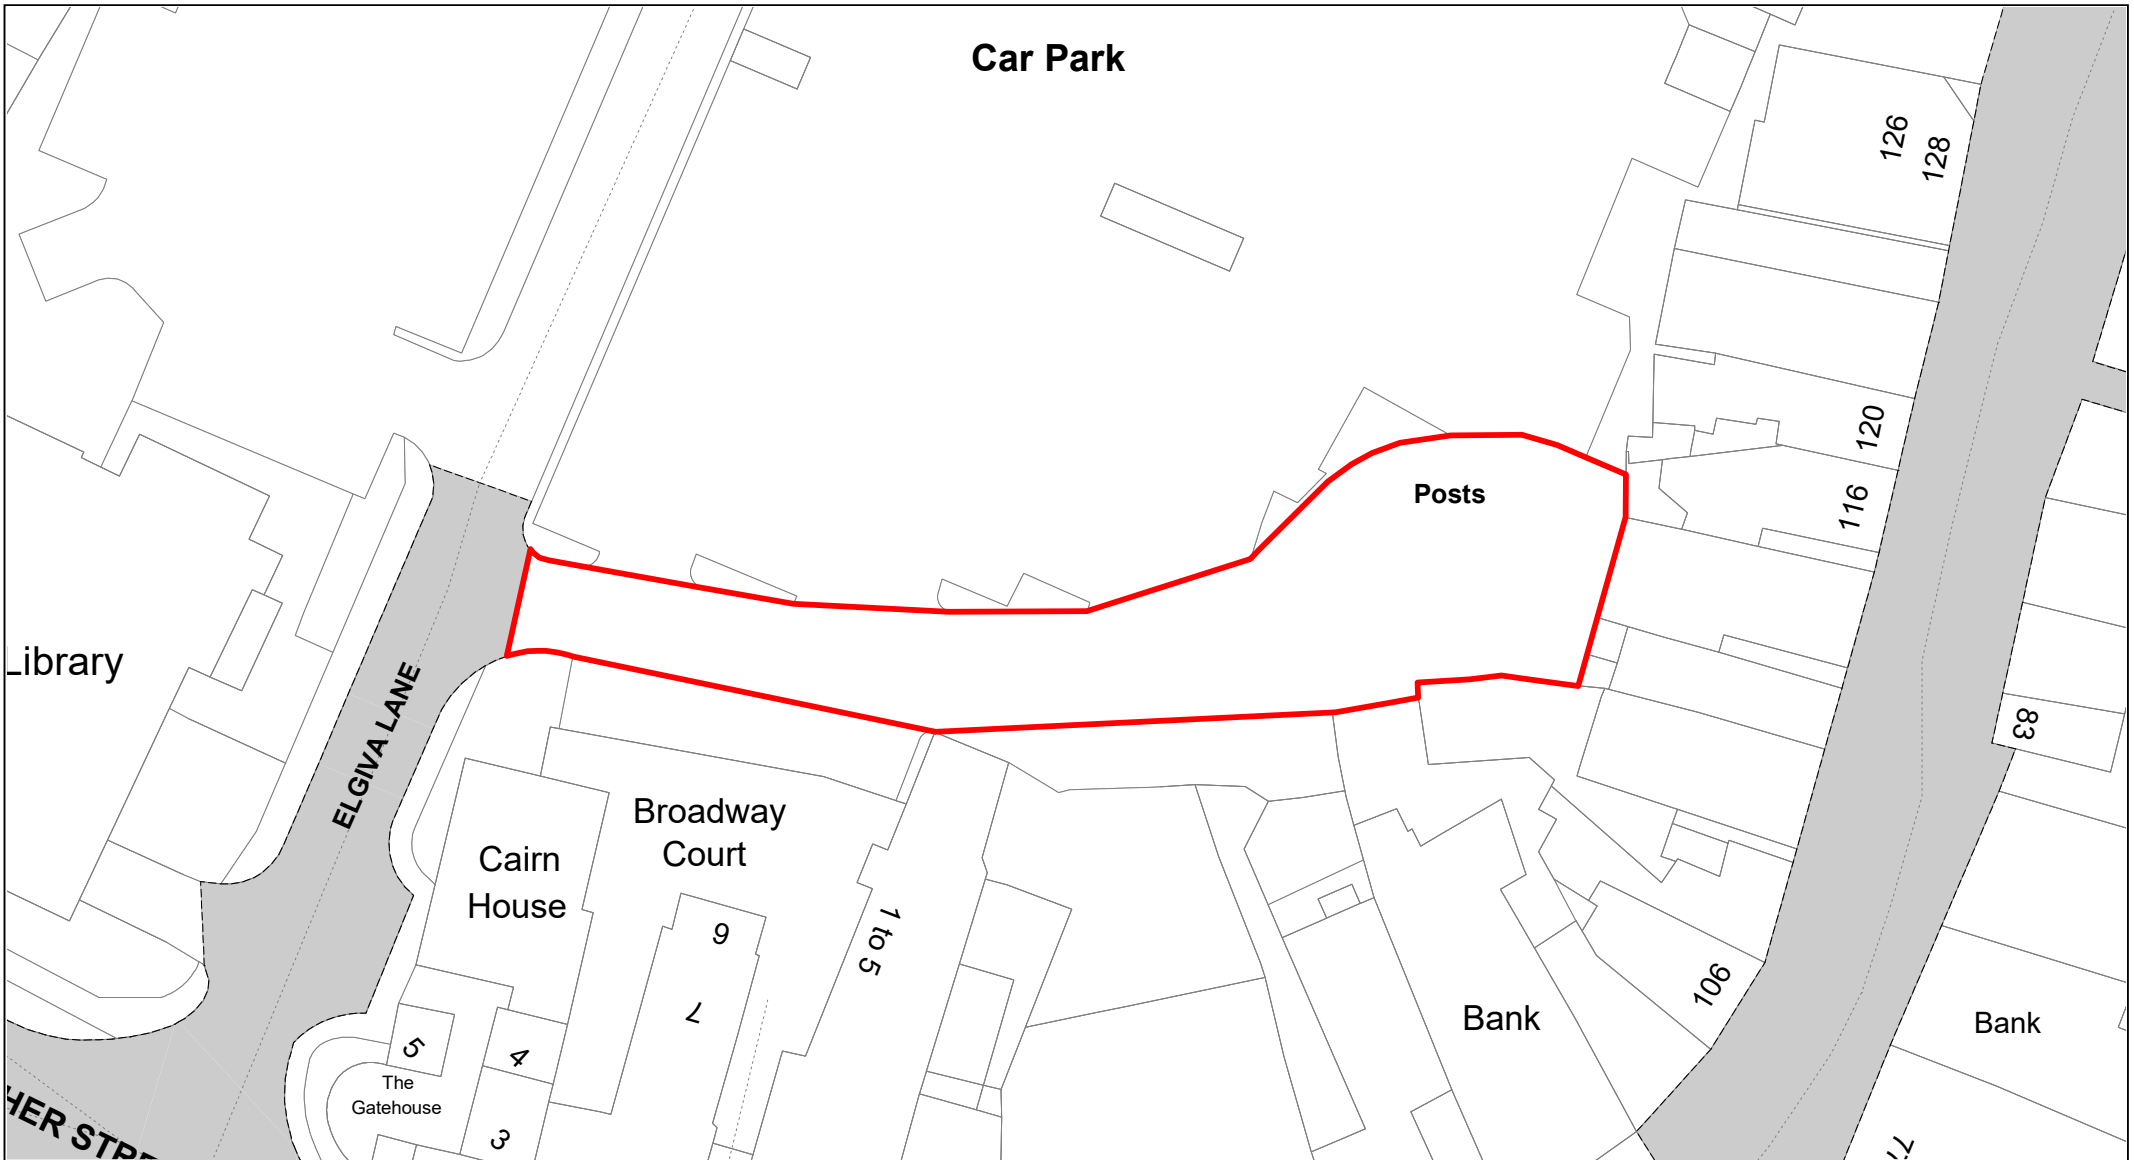 Car Park
126
128
120
Posts
116
Library
ELGIVA LANE
83
Broadway
Court
Cairn
House
9
1 to 5
7
106
Bank
Bank
5
4
The
Gatehouse
3